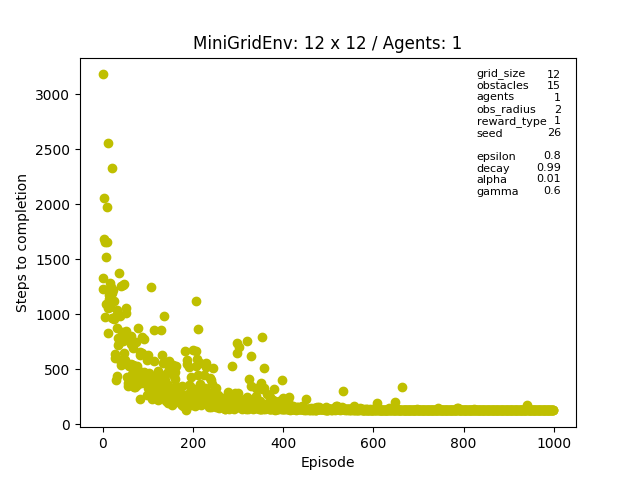 MiniGridEnv: 12 x 12 / Agents: 1
grid_size 12
obstacles 15
agents 1
obs_radius 2
reward_type 1
seed 26
epsilon 0.8
decay 0.99
alpha 0.01
gamma 0.6
Steps to completion
3000
2500
2000
1500
1000
500
0
0 200 400 600 800 1000
Episode